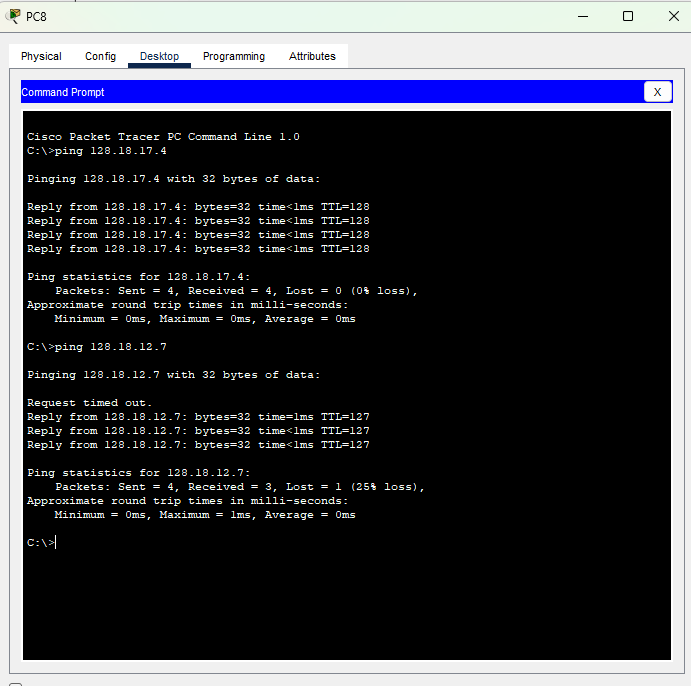 PC8
Physical Config Desktop Programming Attributes
Command Prompt
X
Cisco Packet Tracer PC Command Line 1.0
C:\>ping 128.18.17.4
Pinging 128.18.17.4 with 32 bytes of data:
Reply from 128.18.17.4: bytes=32 time<1ms TTL=128
Reply from 128.18.17.4: bytes=32 time<1ms TTL=128
Reply from 128.18.17.4: bytes=32 time<1ms TTL=128
Reply from 128.18.17.4: bytes=32 time<1ms TTL=128
Ping statistics for 128.18.17.4:
    Packets: Sent = 4, Received = 4, Lost = 0 (0% loss),
Approximate round trip times in milli-seconds:
    Minimum = 0ms, Maximum = 0ms, Average = 0ms
C:\>ping 128.18.12.7
Pinging 128.18.12.7 with 32 bytes of data:
Request timed out.
Reply from 128.18.12.7: bytes=32 time=1ms TTL=127
Reply from 128.18.12.7: bytes=32 time<1ms TTL=127
Reply from 128.18.12.7: bytes=32 time<1ms TTL=127
Ping statistics for 128.18.12.7:
    Packets: Sent = 4, Received = 3, Lost = 1 (25% loss),
Approximate round trip times in milli-seconds:
    Minimum = 0ms, Maximum = 1ms, Average = 0ms
C:\>